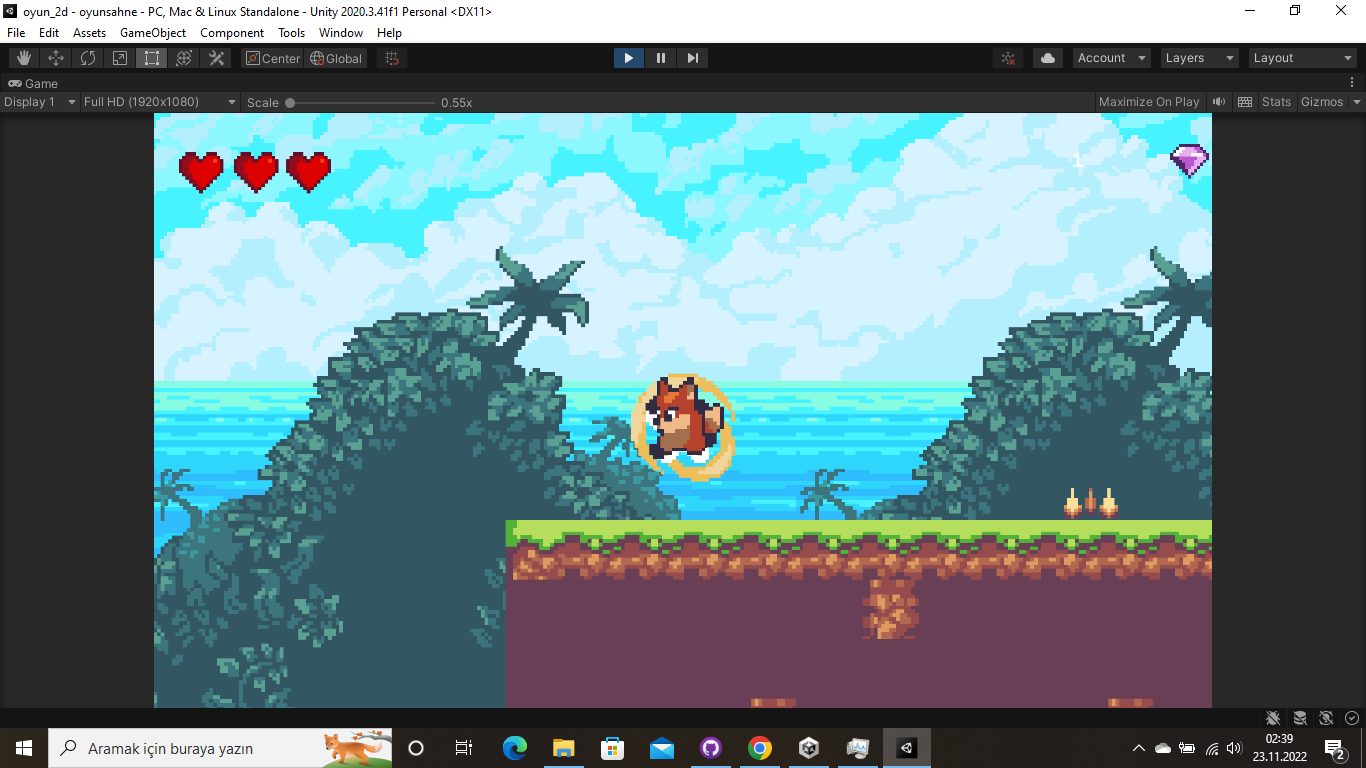 oyun_2d - oyunsahne - PC, Mac & Linux Standalone - Unity 2020.3.41f1 Personal <DX11>
File Edit Assets GameObject Component Tools Window Help
Center Global Account Layers Layout
Game
Display 1 Full HD (1920x1080) Scale 0.55x Maximize On Play Stats Gizmos
1
Aramak için buraya yazın
02:39
23.11.2022
2